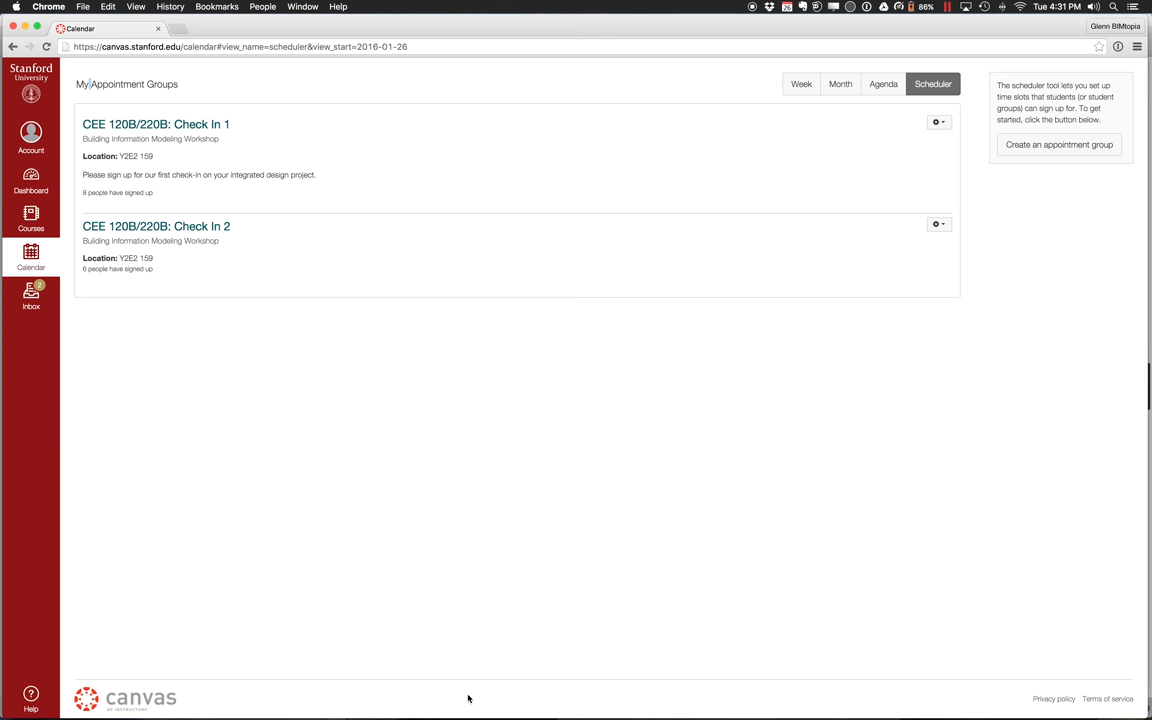 Chrome File Edit View History Bookmarks People Window Help
26 86% Tue 4:31 PM
Calendar
Glenn BIMtopia
https://canvas.stanford.edu/calendar#view_name=scheduler&view_start=2016-01-26
Stanford
University
Account
Dashboard
Courses
Calendar
2
Inbox
Help
My Appointment Groups
Week Month Agenda Scheduler
CEE 120B/220B: Check In 1
Building Information Modeling Workshop
Location: Y2E2 159
Please sign up for our first check-in on your integrated design project.
8 people have signed up
CEE 120B/220B: Check In 2
Building Information Modeling Workshop
Location: Y2E2 159
6 people have signed up
The scheduler tool lets you set up
time slots that students (or student
groups) can sign up for. To get
started, click the button below.
Create an appointment group
canvas
BY INSTRUCTURE
Privacy policy Terms of service